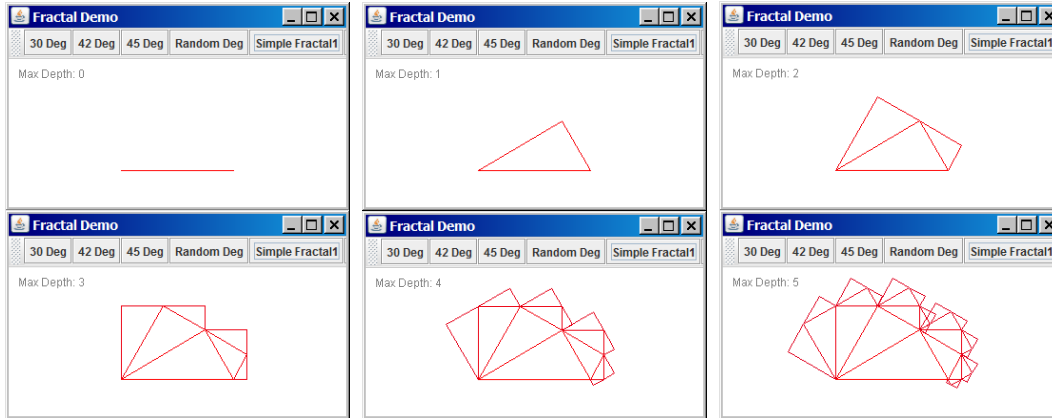 Fractal Demo
30 Deg 42 Deg 45 Deg Random Deg Simple Fractal1
Max Depth: 0
Fractal Demo
30 Deg 42 Deg 45 Deg Random Deg Simple Fractal1
Max Depth: 1
Fractal Demo
30 Deg 42 Deg 45 Deg Random Deg Simple Fractal1
Max Depth: 2
Fractal Demo
30 Deg 42 Deg 45 Deg Random Deg Simple Fractal1
Max Depth: 3
Fractal Demo
30 Deg 42 Deg 45 Deg Random Deg Simple Fractal1
Max Depth: 4
Fractal Demo
30 Deg 42 Deg 45 Deg Random Deg Simple Fractal1
Max Depth: 5